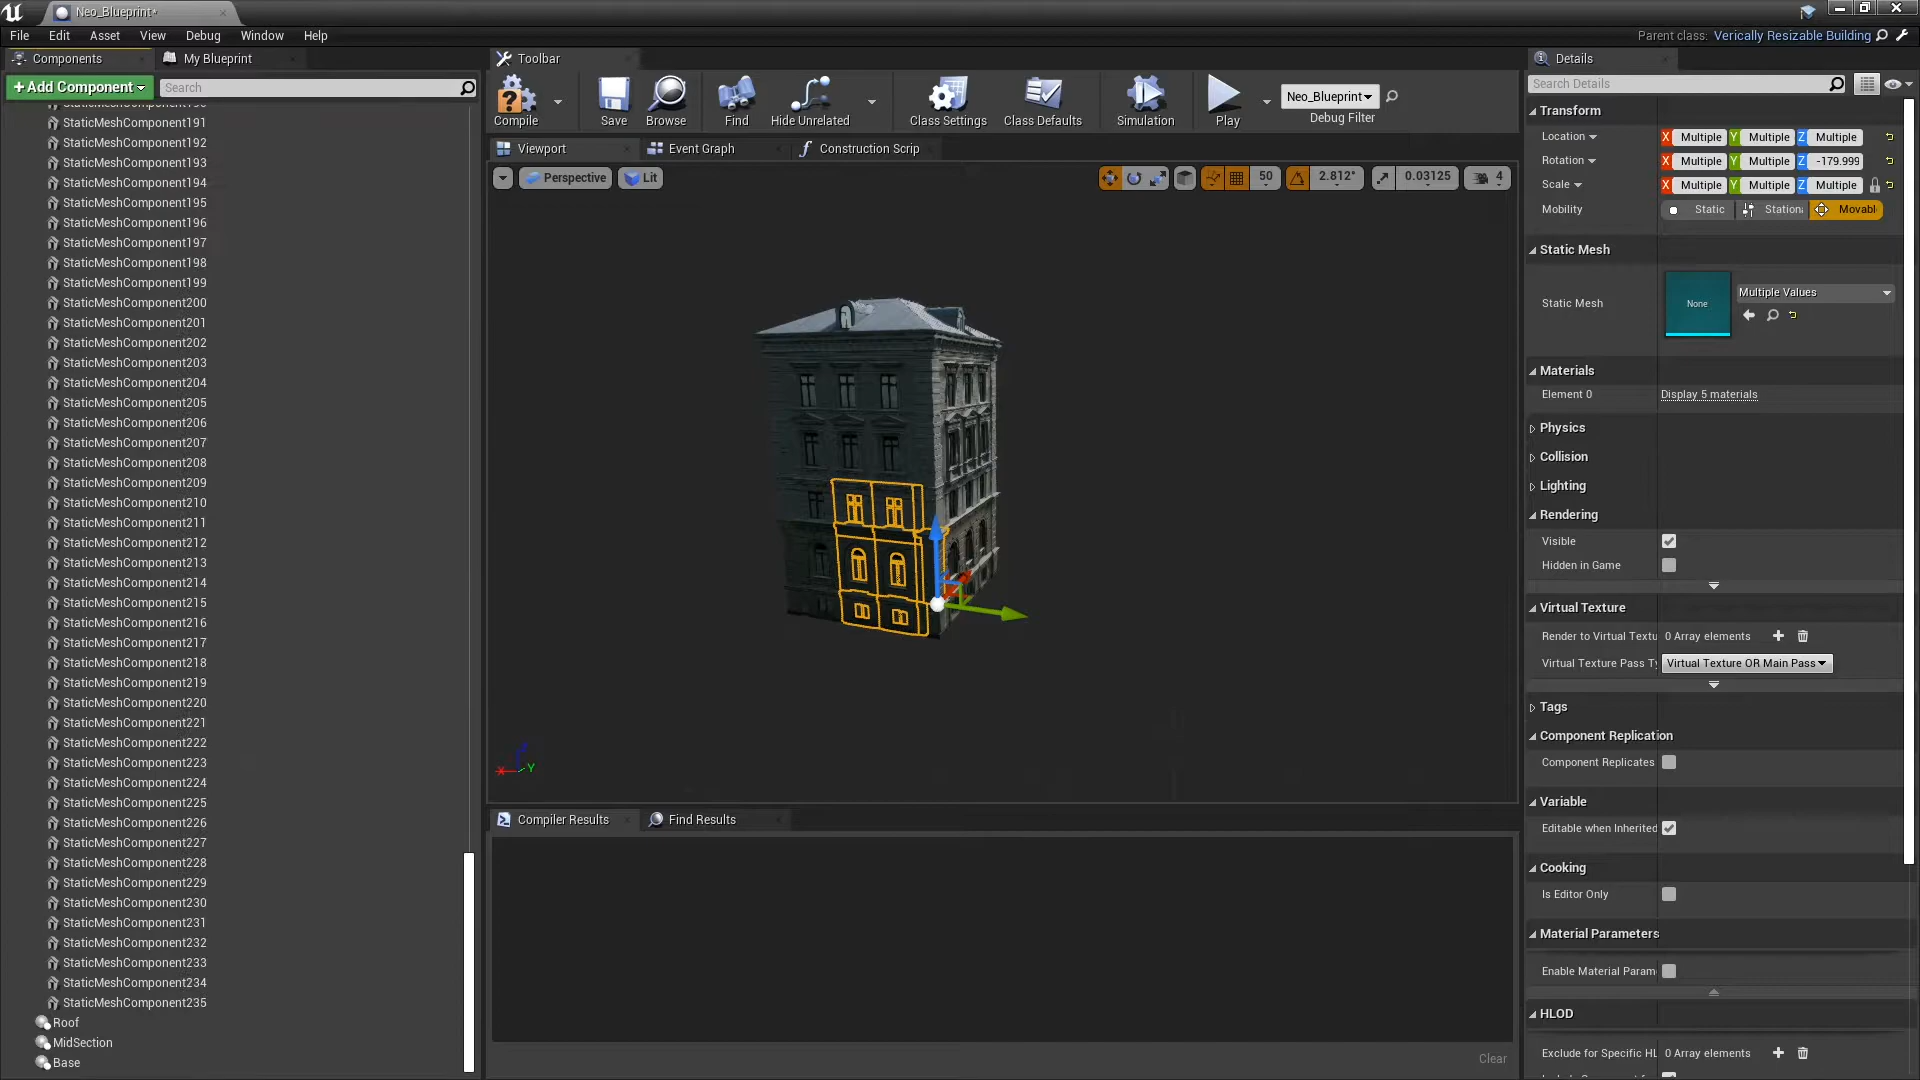 Neo_Blueprint*
File Edit Asset View Debug Window Help
Parent class: Verically Resizable Building
Components
My Blueprint
+Add Component
Search
StaticMeshComponent191
StaticMeshComponent192
StaticMeshComponent193
StaticMeshComponent194
StaticMeshComponent195
StaticMeshComponent196
StaticMeshComponent197
StaticMeshComponent198
StaticMeshComponent199
StaticMeshComponent200
StaticMeshComponent201
StaticMeshComponent202
StaticMeshComponent203
StaticMeshComponent204
StaticMeshComponent205
StaticMeshComponent206
StaticMeshComponent207
StaticMeshComponent208
StaticMeshComponent209
StaticMeshComponent210
StaticMeshComponent211
StaticMeshComponent212
StaticMeshComponent213
StaticMeshComponent214
StaticMeshComponent215
StaticMeshComponent216
StaticMeshComponent217
StaticMeshComponent218
StaticMeshComponent219
StaticMeshComponent220
StaticMeshComponent221
StaticMeshComponent222
StaticMeshComponent223
StaticMeshComponent224
StaticMeshComponent225
StaticMeshComponent226
StaticMeshComponent227
StaticMeshComponent228
StaticMeshComponent229
StaticMeshComponent230
StaticMeshComponent231
StaticMeshComponent232
StaticMeshComponent233
StaticMeshComponent234
StaticMeshComponent235
Roof
MidSection
Base
Toolbar
Compile
Save
Browse
Find
Hide Unrelated
Class Settings
Class Defaults
Simulation
Play
Neo_Blueprint
Debug Filter
Viewport
Event Graph
Construction Scrip
Perspective
Lit
50
2.812°
0.03125
4
X
Y
Compiler Results
Find Results
Clear
Details
Search Details
Transform
Location X Multiple Y Multiple Z Multiple
Rotation X Multiple Y Multiple Z -179.999
Scale X Multiple Y Multiple Z Multiple
Mobility Static Stationa Movabl
Static Mesh
Static Mesh None Multiple Values
Materials
Element 0 Display 5 materials
Physics
Collision
Lighting
Rendering
Visible
Hidden in Game
Virtual Texture
Render to Virtual Textu 0 Array elements
Virtual Texture Pass Ty Virtual Texture OR Main Pass
Tags
Component Replication
Component Replicates
Variable
Editable when Inherited
Cooking
Is Editor Only
Material Parameters
Enable Material Param
HLOD
Exclude for Specific HL 0 Array elements